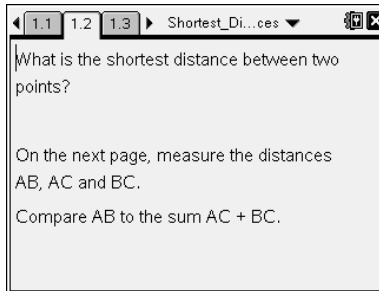 1.1 1.2 1.3 Shortest_Di...ces
What is the shortest distance between two
points?
On the next page, measure the distances
AB, AC and BC.
Compare AB to the sum AC + BC.